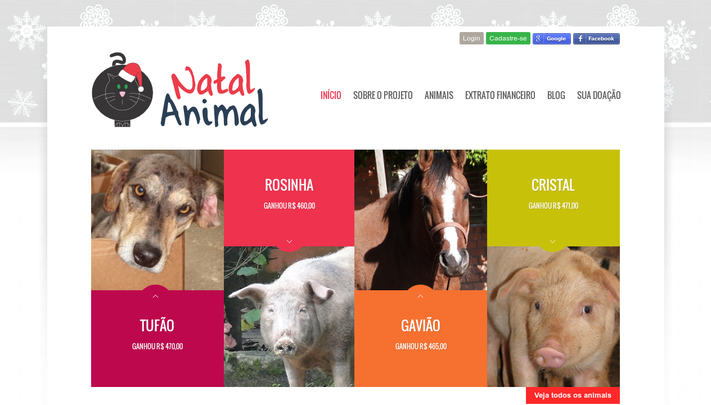 Login
Cadastre-se
Google
Facebook
Natal
Animal
INÍCIO
SOBRE O PROJETO
ANIMAIS
EXTRATO FINANCEIRO
BLOG
SUA DOAÇÃO
ROSINHA
GANHOU R$ 460,00
CRISTAL
GANHOU R$ 471,00
TUFÃO
GANHOU R$ 470,00
GAVIÃO
GANHOU R$ 465,00
Veja todos os animais